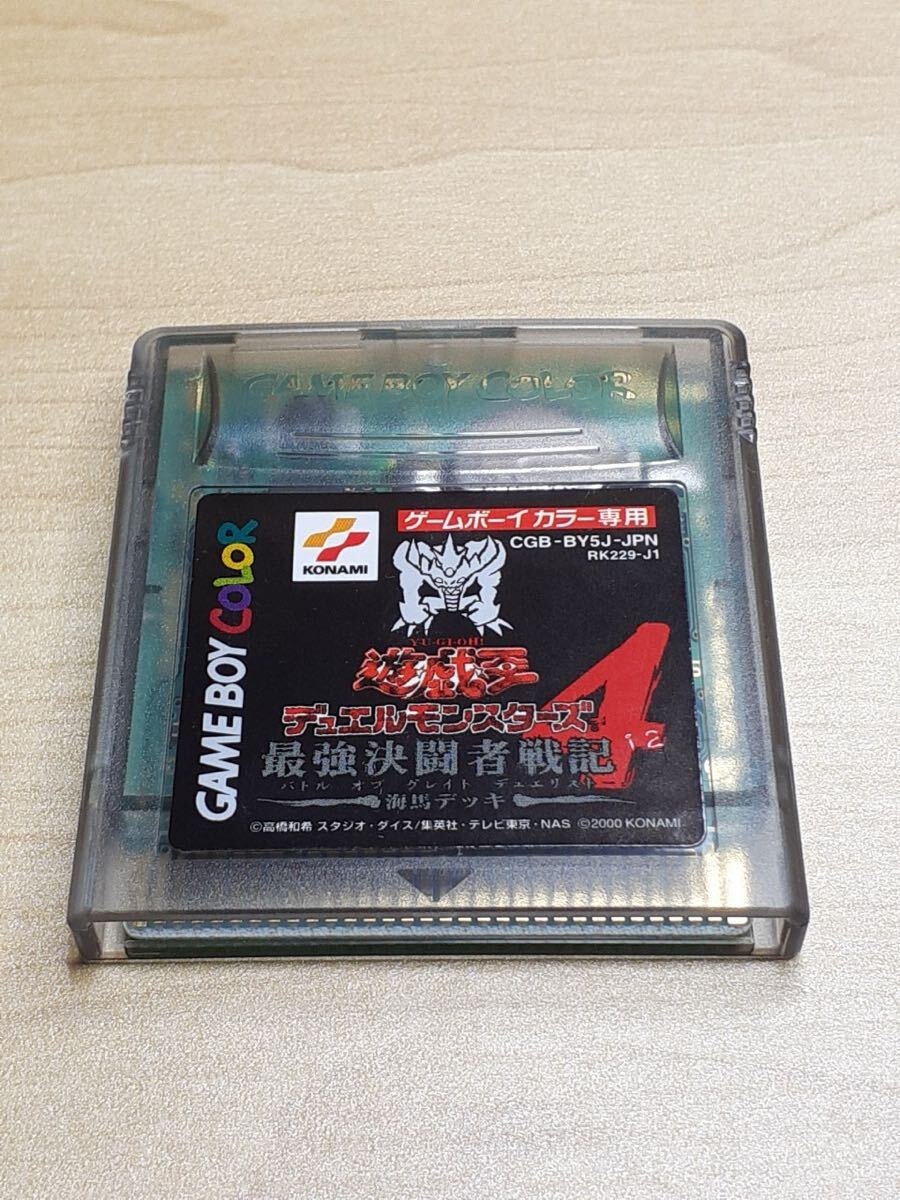 GAME BOY COLOR
GAME BOY COLOR
KONAMI
ゲームボーイカラー専用
CGB-BY5J-JPN
RK229-J1
YU-GI-OH!
遊戯王
デュエルモンスターズ4
最強決闘者戦記
バトル オブ グレイト デュエリスト
海馬デッキ
©高橋和希 スタジオ・ダイス/集英社・テレビ東京・NAS ©2000 KONAMI